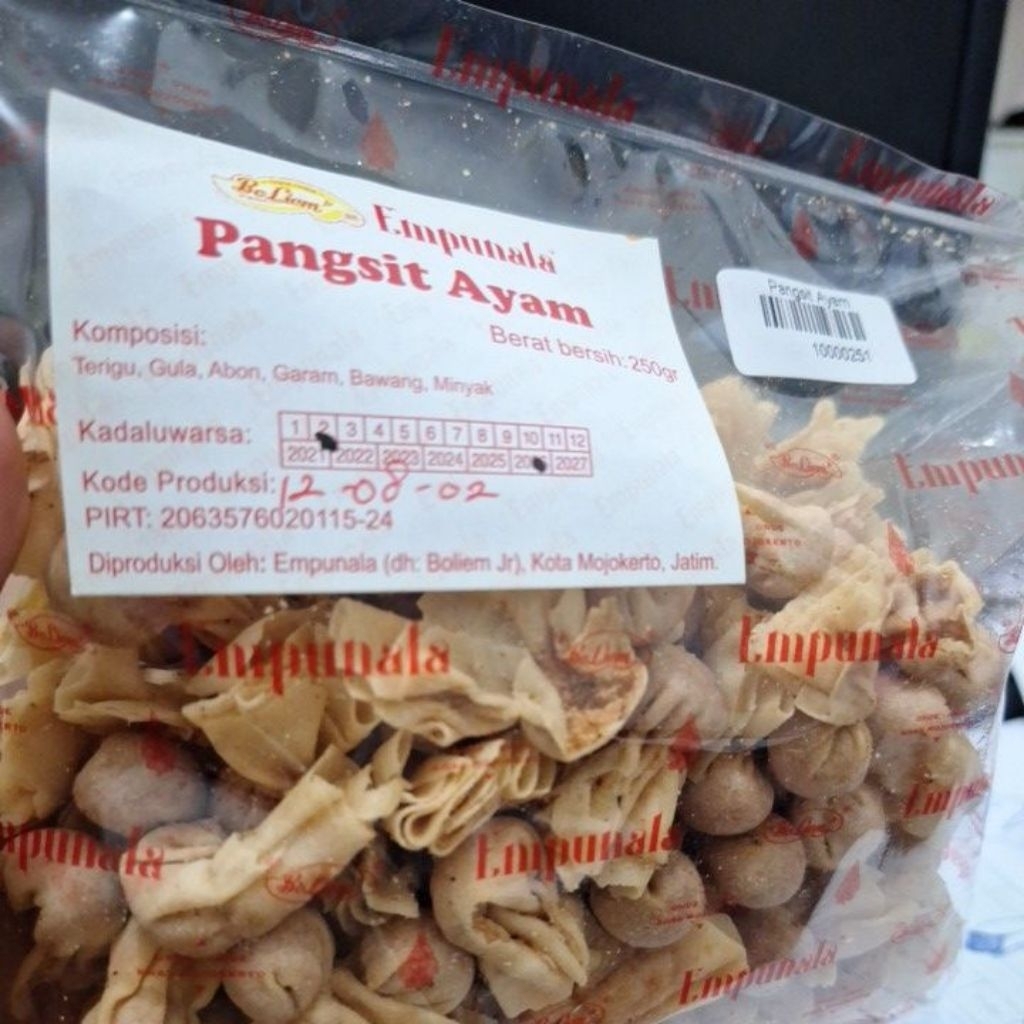 Empunala
Bo Liem
Empunala
Pangsit Ayam
Berat bersih: 250gr
Komposisi:
Terigu, Gula, Abon, Garam, Bawang, Minyak
Kadaluwarsa:
1 2 3 4 5 6 7 8 9 10 11 12
2021 2022 2023 2024 2025 2027
Kode Produksi: 12-08-02
PIRT: 2063576020115-24
Diproduksi Oleh: Empunala (dh: Boliem Jr), Kota Mojokerto, Jatim.
Pangsit Ayam
10000251
Empunala
Empunala
Empunala
Empunala
Empunala